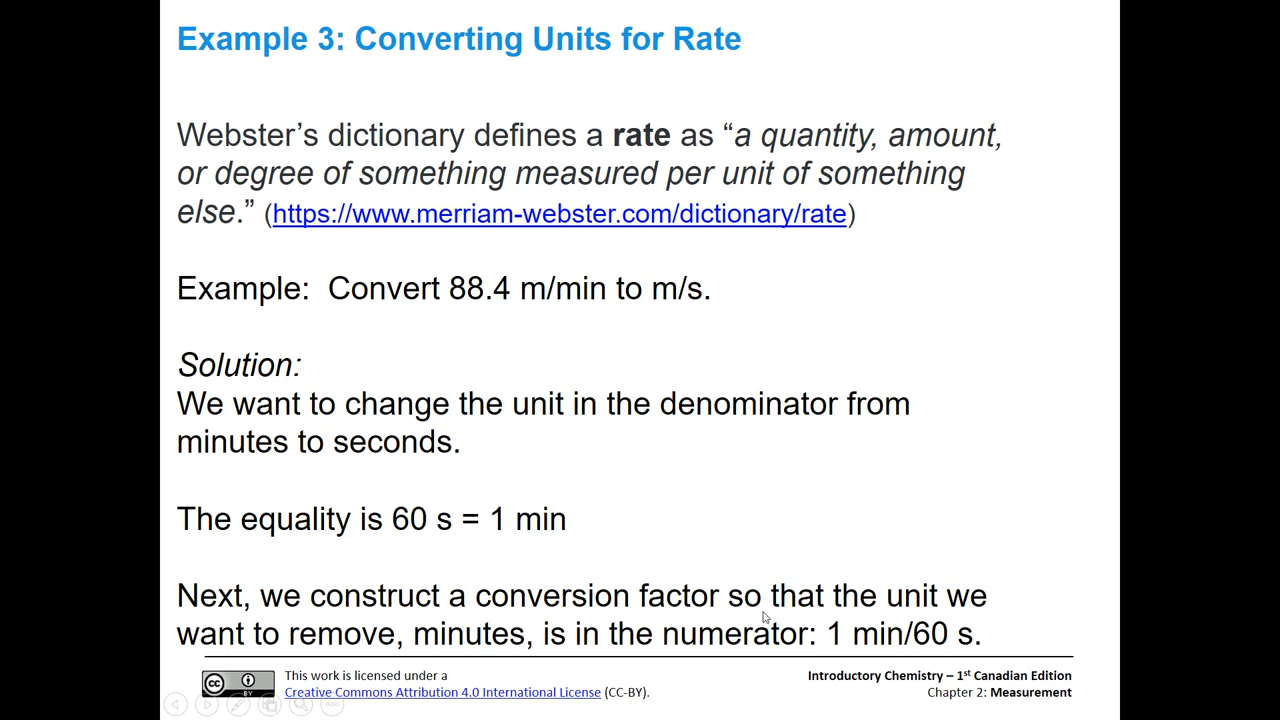 Example 3: Converting Units for Rate
Webster’s dictionary defines a rate as “a quantity, amount,
or degree of something measured per unit of something
else.” (https://www.merriam-webster.com/dictionary/rate)
Example:  Convert 88.4 m/min to m/s.
Solution:
We want to change the unit in the denominator from
minutes to seconds.
The equality is 60 s = 1 min
Next, we construct a conversion factor so that the unit we
want to remove, minutes, is in the numerator: 1 min/60 s.
cc BY
This work is licensed under a
Creative Commons Attribution 4.0 International License (CC-BY).
Introductory Chemistry – 1st Canadian Edition
Chapter 2: Measurement